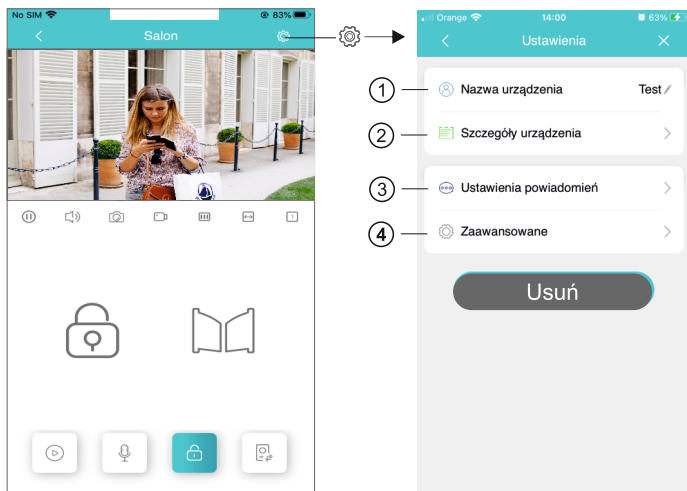 No SIM 83%
Salon
1
Orange 14:00 63%
Ustawienia
1 Nazwa urządzenia Test
2 Szczegóły urządzenia
3 Ustawienia powiadomień
4 Zaawansowane
Usuń